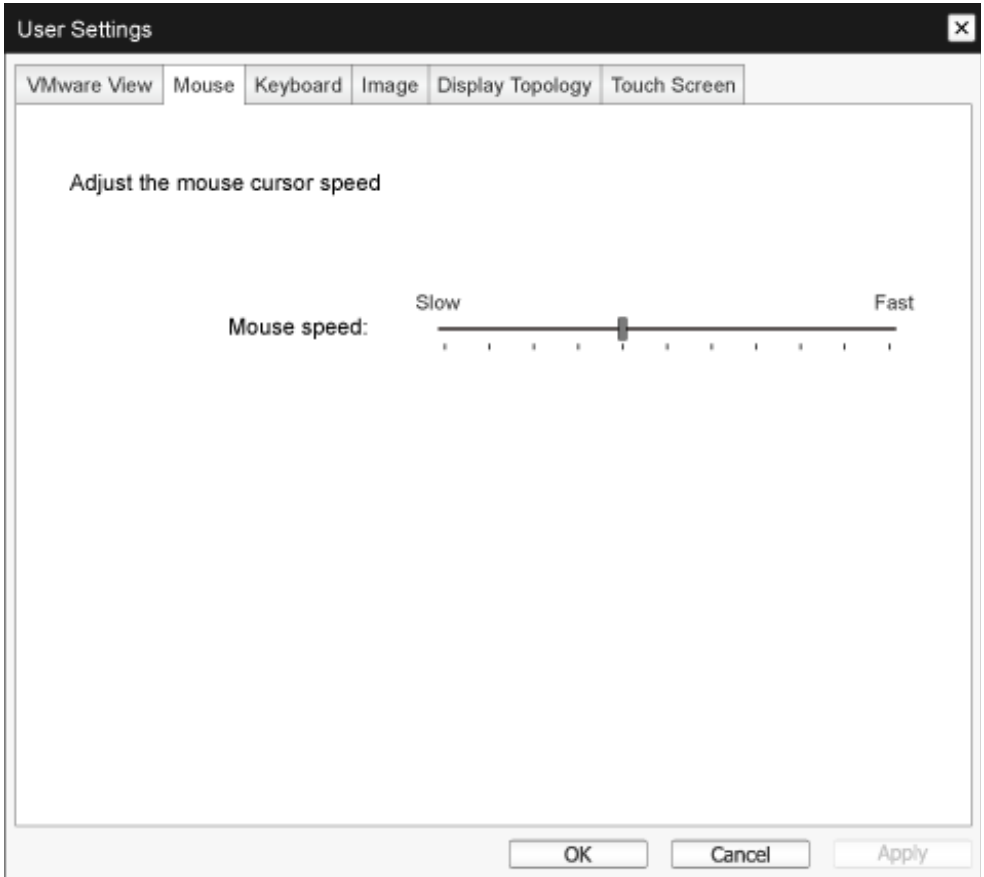 User Settings
VMware View Mouse Keyboard Image Display Topology Touch Screen
Adjust the mouse cursor speed
Slow Fast
Mouse speed:
OK Cancel Apply